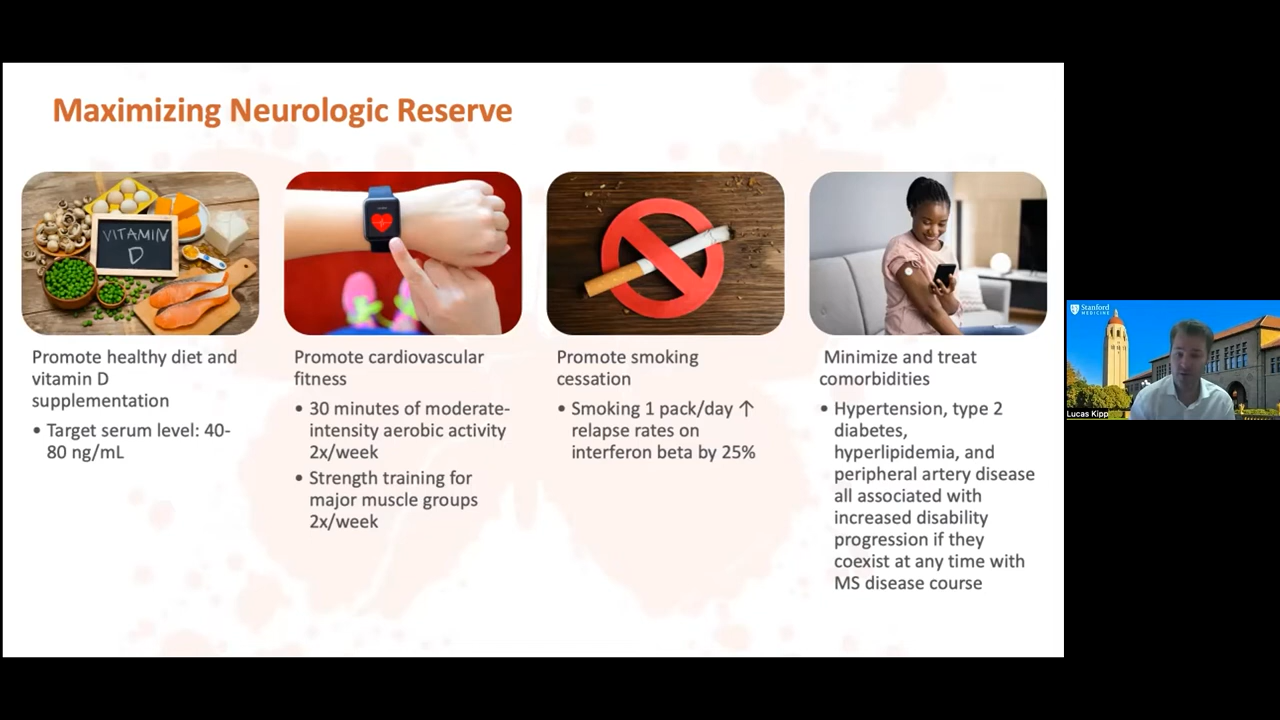 Maximizing Neurologic Reserve
VITAMIN
D
Promote healthy diet and
vitamin D
supplementation
• Target serum level: 40-
80 ng/mL
Promote cardiovascular
fitness
• 30 minutes of moderate-
intensity aerobic activity
2x/week
• Strength training for
major muscle groups
2x/week
Promote smoking
cessation
• Smoking 1 pack/day ↑
relapse rates on
interferon beta by 25%
Minimize and treat
comorbidities
• Hypertension, type 2
diabetes,
hyperlipidemia, and
peripheral artery disease
all associated with
increased disability
progression if they
coexist at any time with
MS disease course
Stanford
MEDICINE
Lucas Kipp